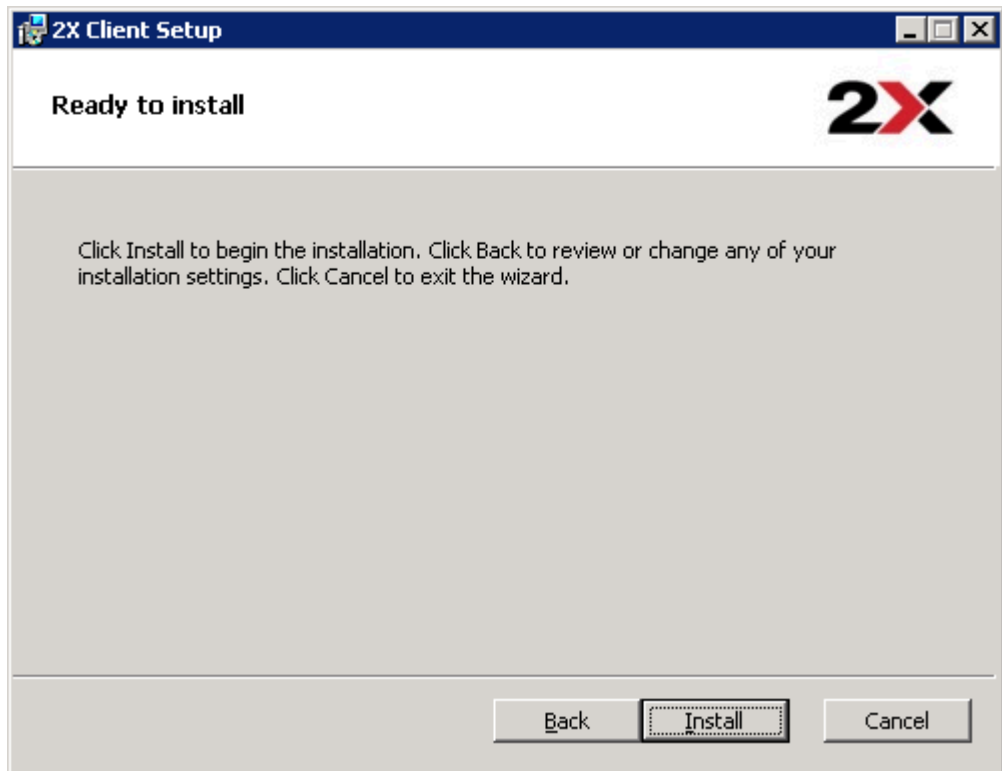 2X Client Setup
Ready to install
2X
Click Install to begin the installation. Click Back to review or change any of your
installation settings. Click Cancel to exit the wizard.
Back
Install
Cancel